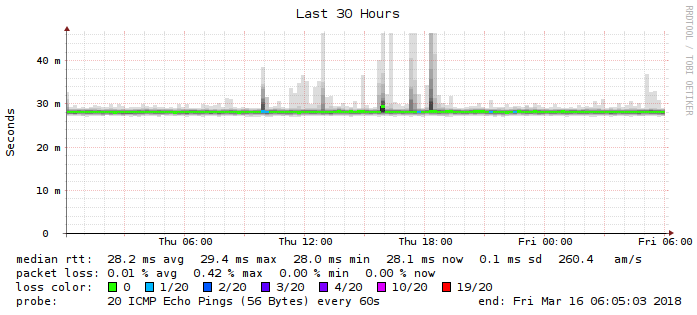 Last 30 Hours
RRDTOOL / TOBI OETIKER
Seconds
40 m
30 m
20 m
10 m
0
Thu 06:00 Thu 12:00 Thu 18:00 Fri 00:00 Fri 06:00
median rtt: 28.2 ms avg 29.4 ms max 28.0 ms min 28.1 ms now 0.1 ms sd 260.4 am/s
packet loss: 0.01 % avg 0.42 % max 0.00 % min 0.00 % now
loss color: 0 1/20 2/20 3/20 4/20 10/20 19/20
probe: 20 ICMP Echo Pings (56 Bytes) every 60s end: Fri Mar 16 06:05:03 2018